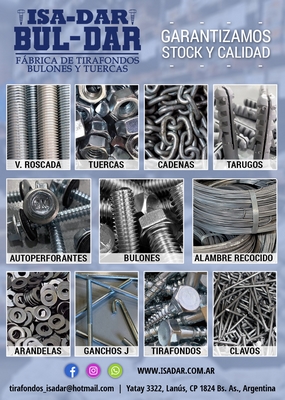 ISA-DAR
BUL-DAR
FÁBRICA DE TIRAFONDOS
BULONES Y TUERCAS
GARANTIZAMOS
STOCK Y CALIDAD
V. ROSCADA
TUERCAS
CADENAS
TARUGOS
AUTOPERFORANTES
BULONES
ALAMBRE RECOCIDO
ARANDELAS
GANCHOS J
TIRAFONDOS
CLAVOS
WWW.ISADAR.COM.AR
tirafondos_isadar@hotmail.com | Yatay 3322, Lanús, CP 1824 Bs. As., Argentina